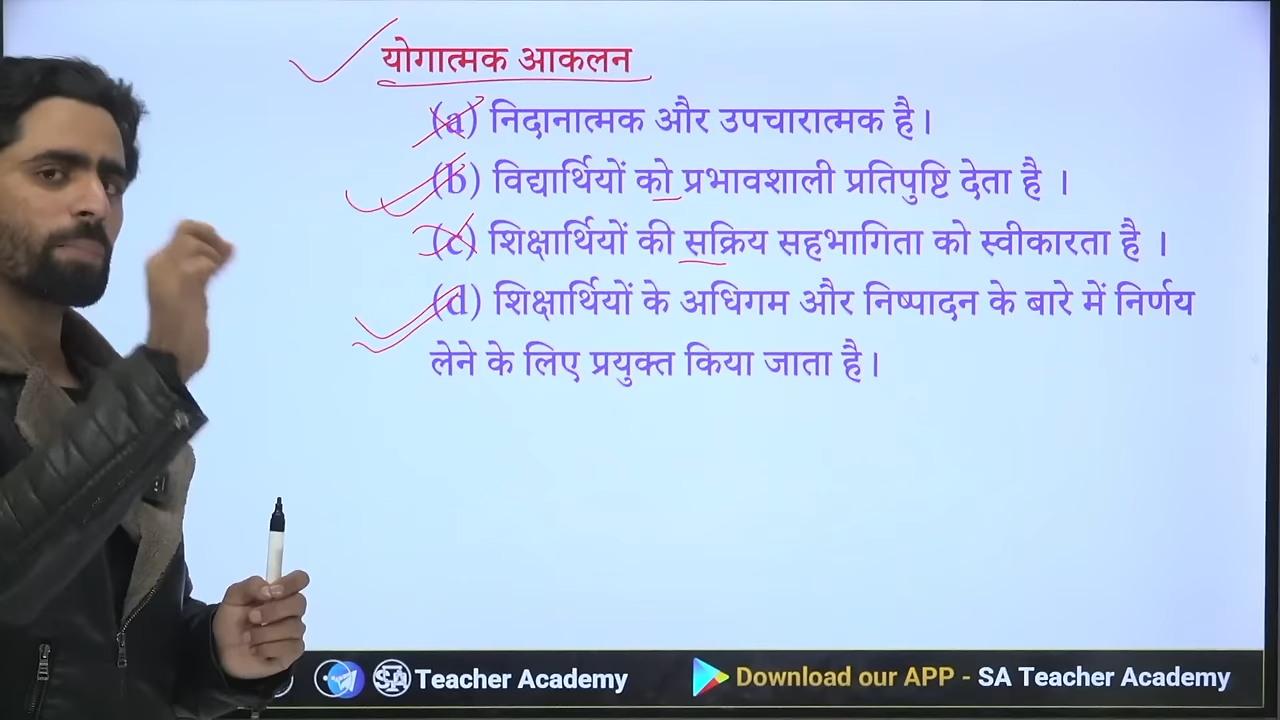 योगात्मक आकलन
(a) निदानात्मक और उपचारात्मक है।
(b) विद्यार्थियों को प्रभावशाली प्रतिपुष्टि देता है ।
(c) शिक्षार्थियों की सक्रिय सहभागिता को स्वीकारता है ।
(d) शिक्षार्थियों के अधिगम और निष्पादन के बारे में निर्णय
लेने के लिए प्रयुक्त किया जाता है।
SA Teacher Academy Download our APP - SA Teacher Academy